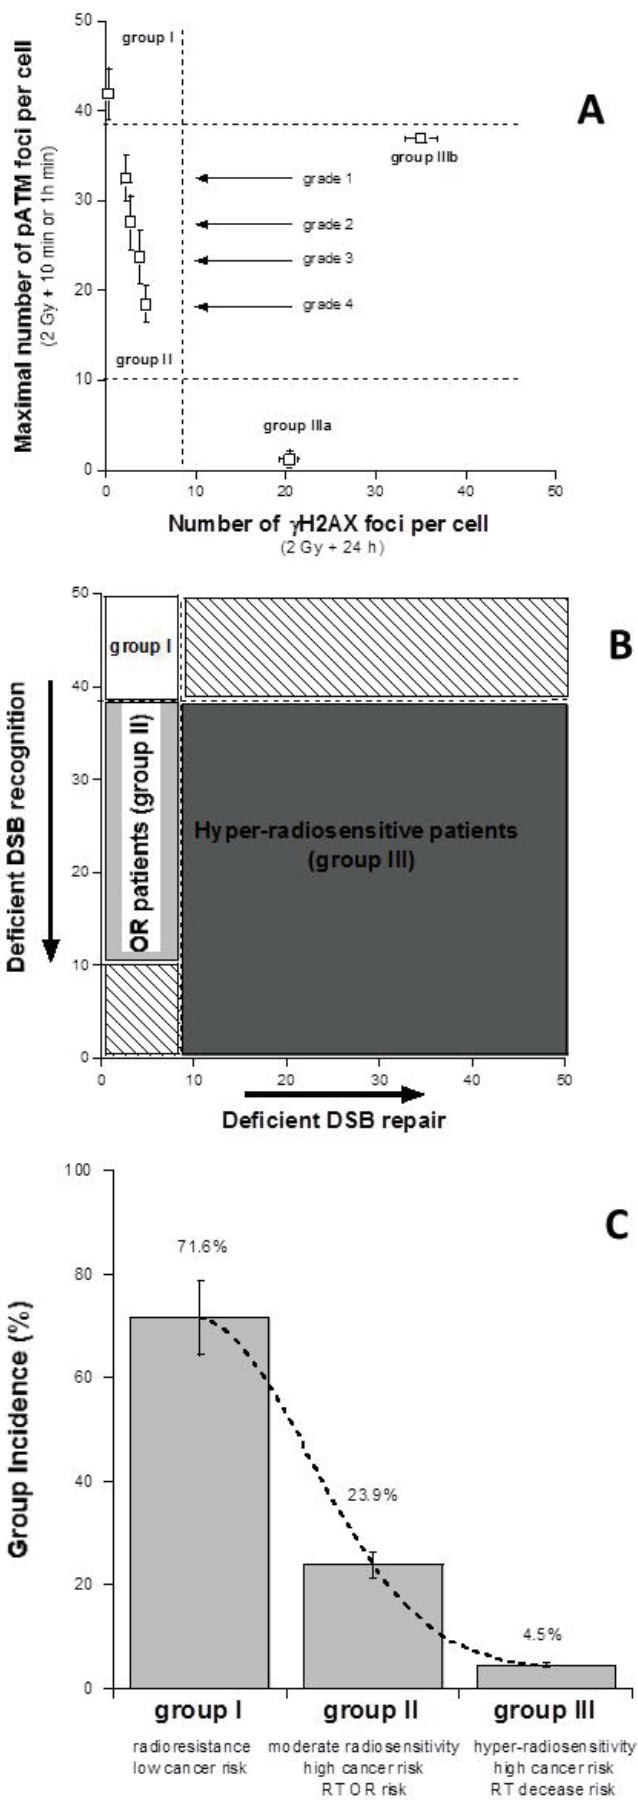 A
Maximal number of pATM foci per cell
(2 Gy + 10 min or 1h min)
50
40
30
20
10
0
group I
group IIIb
grade 1
grade 2
grade 3
grade 4
group II
group IIIa
0 10 20 30 40 50
Number of γH2AX foci per cell
(2 Gy + 24 h)
B
Deficient DSB recognition
50
40
30
20
10
0
group I
OR patients (group II)
Hyper-radiosensitive patients
(group III)
0 10 20 30 40 50
Deficient DSB repair
C
Group Incidence (%)
100
80
60
40
20
0
71.6%
23.9%
4.5%
group I group II group III
radioresistance moderate radiosensitivity hyper-radiosensitivity
low cancer risk high cancer risk high cancer risk
RT OR risk RT decease risk